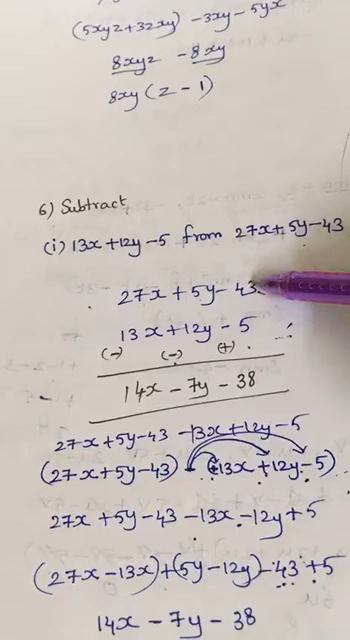 (5xyz+32xy) -3xy - 5yx
8xyz - 8xy
8xy (z - 1)
6) Subtract
(i) 13x+12y-5 from 27x+5y-43
27x + 5y - 43
13x+12y - 5
(-) (-) (+)
14x - 7y - 38
27x+5y-43 -13x+12y-5
(27x+5y-43) - (+13x+12y-5)
27x + 5y - 43 - 13x - 12y + 5
(27x - 13x)+(5y-12y)-43 +5
14x - 7y - 38